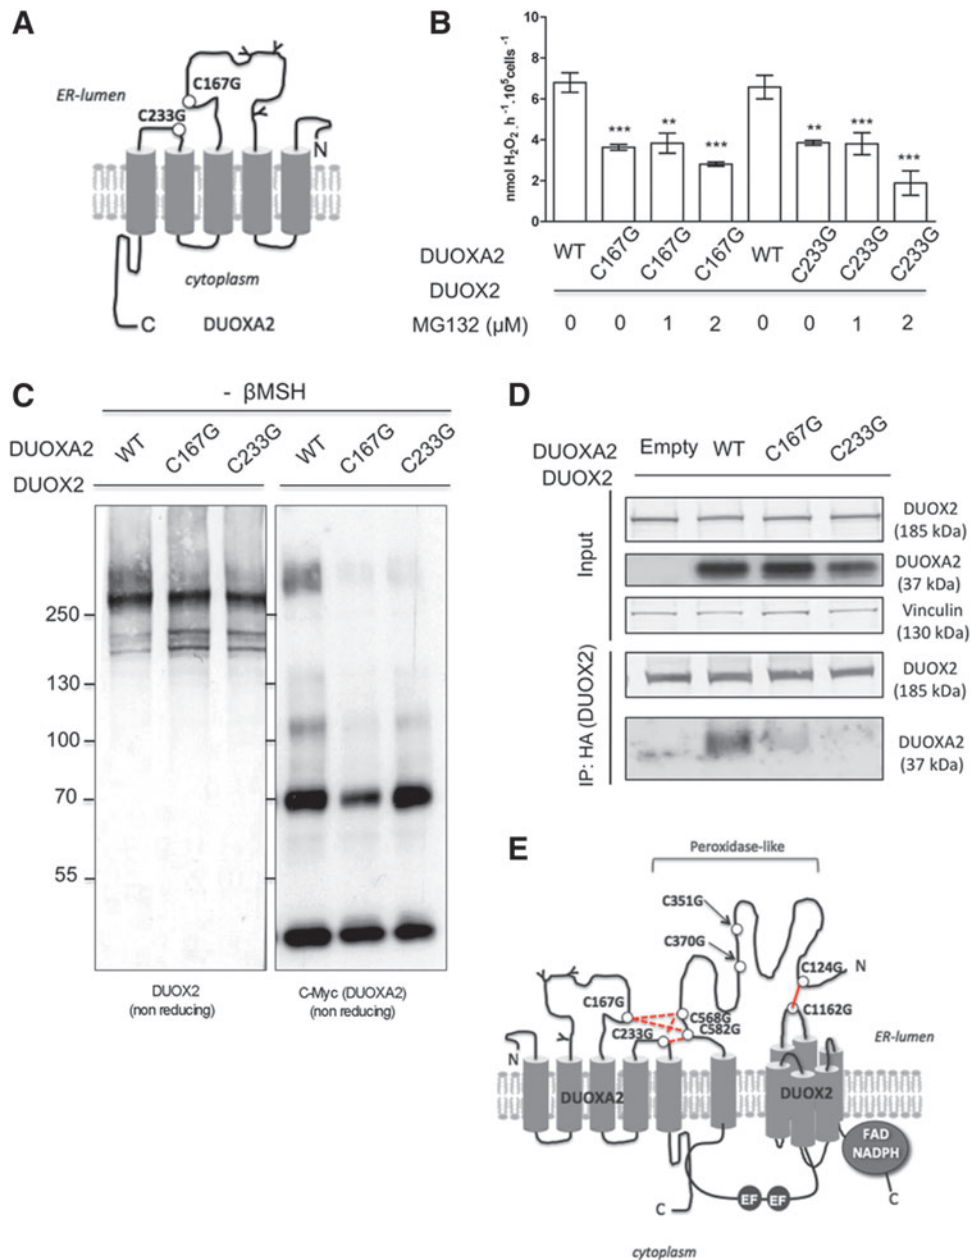 A
ER-lumen
C167G
C233G
N
cytoplasm
C
DUOXA2
B
nmol H₂O₂.h⁻¹.10⁵cells⁻¹
10
8
6
4
2
0
*** ** *** ** *** ***
DUOXA2 WT C167G C167G C167G WT C233G C233G C233G
DUOX2
MG132 (µM) 0 0 1 2 0 0 1 2
C
- βMSH
DUOXA2 WT C167G C233G WT C167G C233G
DUOX2
250
130
100
70
55
DUOX2
(non reducing)
C-Myc (DUOXA2)
(non reducing)
D
DUOXA2 Empty WT C167G C233G
DUOX2
Input
DUOX2
(185 kDa)
DUOXA2
(37 kDa)
Vinculin
(130 kDa)
IP: HA (DUOX2)
DUOX2
(185 kDa)
DUOXA2
(37 kDa)
E
Peroxidase-like
C351G
C370G
C124G
N
C167G
C568G
C1162G
C233G
C582G
ER-lumen
N
DUOXA2
DUOX2
FAD
NADPH
EF EF
C
C
cytoplasm